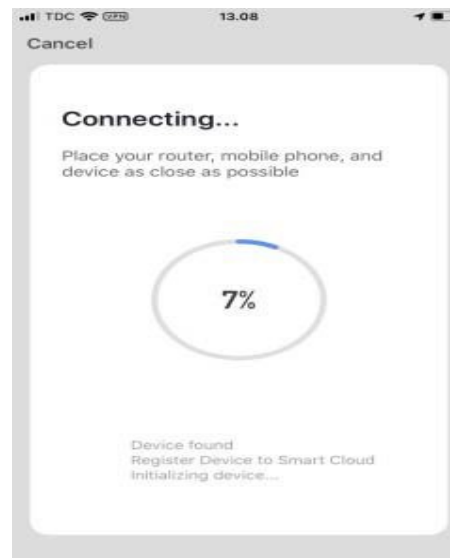 TDC VPN 13.08
Cancel
Connecting...
Place your router, mobile phone, and
device as close as possible
7%
Device found
Register Device to Smart Cloud
Initializing device...